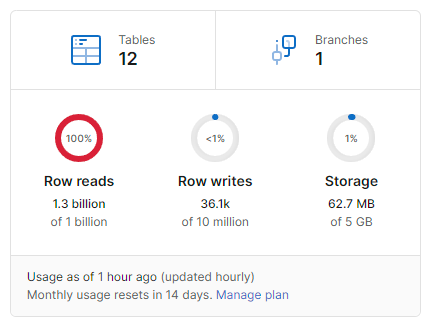 Tables
12
Branches
1
100%
<1%
1%
Row reads
Row writes
Storage
1.3 billion
36.1k
62.7 MB
of 1 billion
of 10 million
of 5 GB
Usage as of 1 hour ago (updated hourly)
Monthly usage resets in 14 days. Manage plan